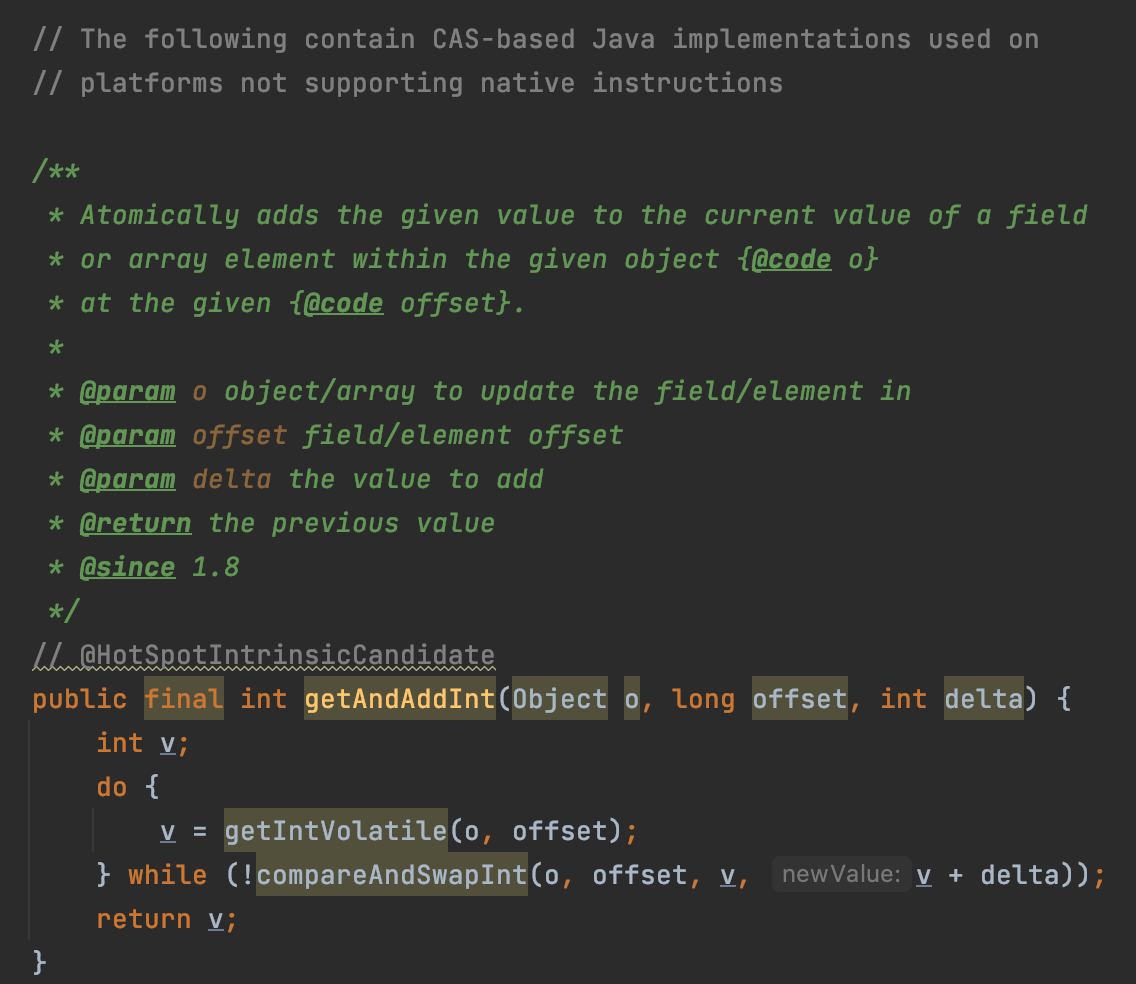 // The following contain CAS-based Java implementations used on
// platforms not supporting native instructions
/**
 * Atomically adds the given value to the current value of a field
 * or array element within the given object {@code o}
 * at the given {@code offset}.
 *
 * @param o object/array to update the field/element in
 * @param offset field/element offset
 * @param delta the value to add
 * @return the previous value
 * @since 1.8
 */
// @HotSpotIntrinsicCandidate
public final int getAndAddInt(Object o, long offset, int delta) {
    int v;
    do {
        v = getIntVolatile(o, offset);
    } while (!compareAndSwapInt(o, offset, v, newValue: v + delta));
    return v;
}